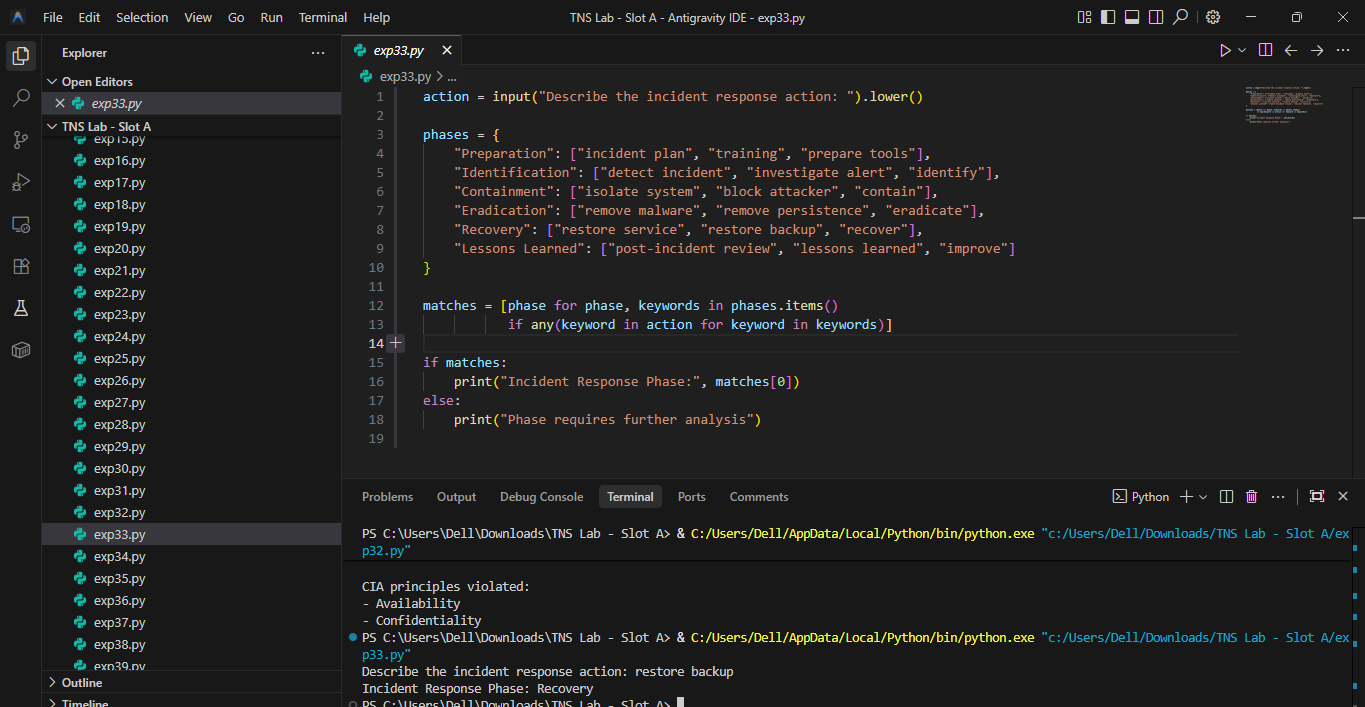 File Edit Selection View Go Run Terminal Help
TNS Lab - Slot A - Antigravity IDE - exp33.py
Explorer
Open Editors
exp33.py
TNS Lab - Slot A
exp15.py
exp16.py
exp17.py
exp18.py
exp19.py
exp20.py
exp21.py
exp22.py
exp23.py
exp24.py
exp25.py
exp26.py
exp27.py
exp28.py
exp29.py
exp30.py
exp31.py
exp32.py
exp33.py
exp34.py
exp35.py
exp36.py
exp37.py
exp38.py
exp39.py
Outline
Timeline
exp33.py
exp33.py > ...
1 action = input("Describe the incident response action: ").lower()
2
3 phases = {
4 "Preparation": ["incident plan", "training", "prepare tools"],
5 "Identification": ["detect incident", "investigate alert", "identify"],
6 "Containment": ["isolate system", "block attacker", "contain"],
7 "Eradication": ["remove malware", "remove persistence", "eradicate"],
8 "Recovery": ["restore service", "restore backup", "recover"],
9 "Lessons Learned": ["post-incident review", "lessons learned", "improve"]
10 }
11
12 matches = [phase for phase, keywords in phases.items()
13 if any(keyword in action for keyword in keywords)]
14
15 if matches:
16 print("Incident Response Phase:", matches[0])
17 else:
18 print("Phase requires further analysis")
19
Problems Output Debug Console Terminal Ports Comments
Python
PS C:\Users\Dell\Downloads\TNS Lab - Slot A> & C:/Users/Dell/AppData/Local/Python/bin/python.exe "c:/Users/Dell/Downloads/TNS Lab - Slot A/ex
p32.py"
CIA principles violated:
- Availability
- Confidentiality
PS C:\Users\Dell\Downloads\TNS Lab - Slot A> & C:/Users/Dell/AppData/Local/Python/bin/python.exe "c:/Users/Dell/Downloads/TNS Lab - Slot A/ex
p33.py"
Describe the incident response action: restore backup
Incident Response Phase: Recovery
PS C:\Users\Dell\Downloads\TNS Lab - Slot A>